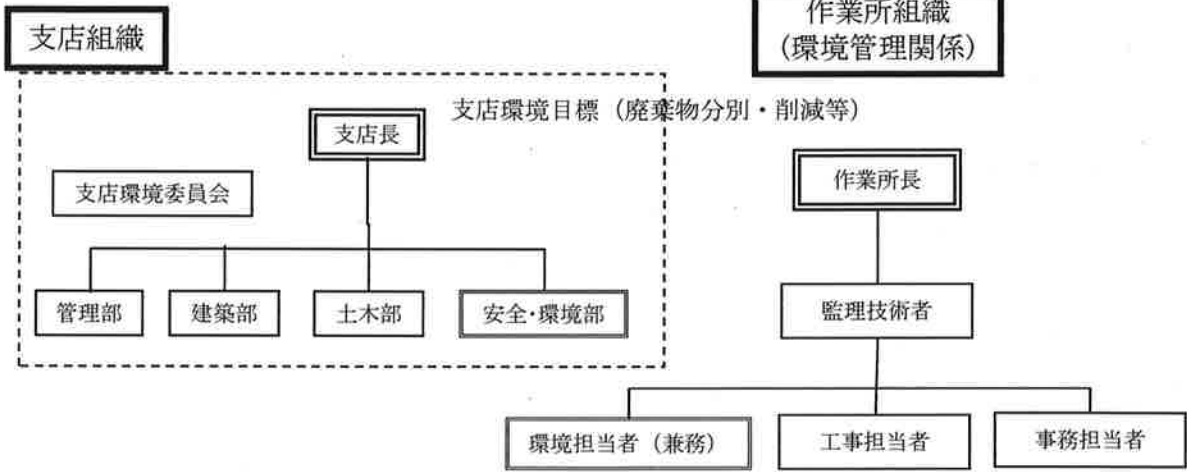 支店組織
作業所組織
(環境管理関係)
支店環境目標（廃棄物分別・削減等）
支店長
支店環境委員会
作業所長
管理部
建築部
土木部
安全・環境部
監理技術者
環境担当者（兼務）
工事担当者
事務担当者